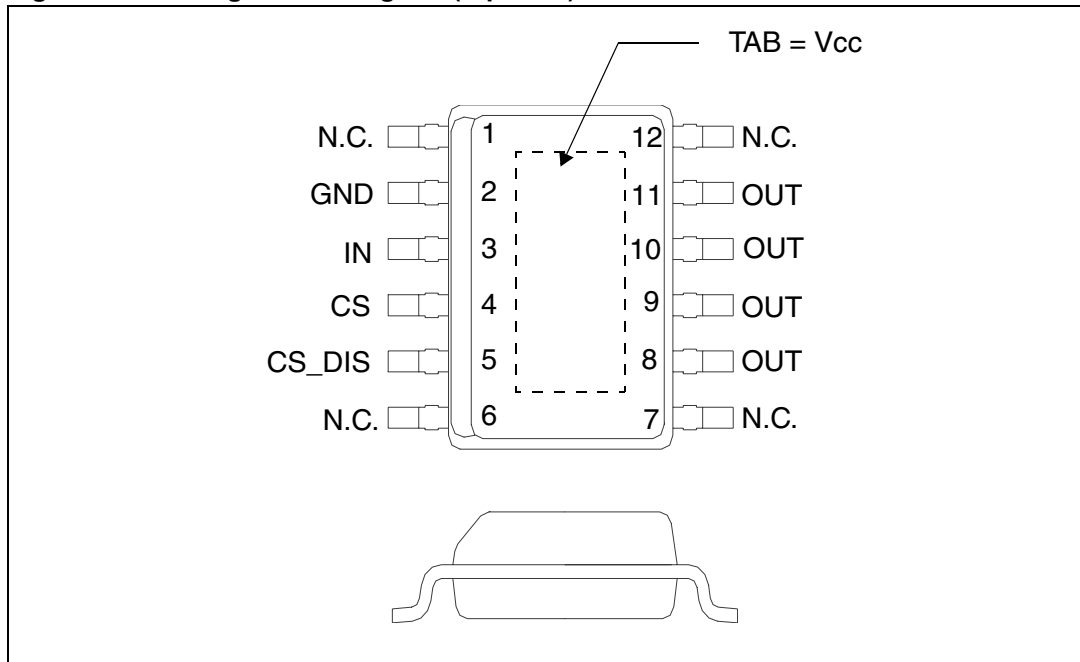 TAB = Vcc
N.C. 1 12 N.C.
GND 2 11 OUT
IN 3 10 OUT
CS 4 9 OUT
CS_DIS 5 8 OUT
N.C. 6 7 N.C.